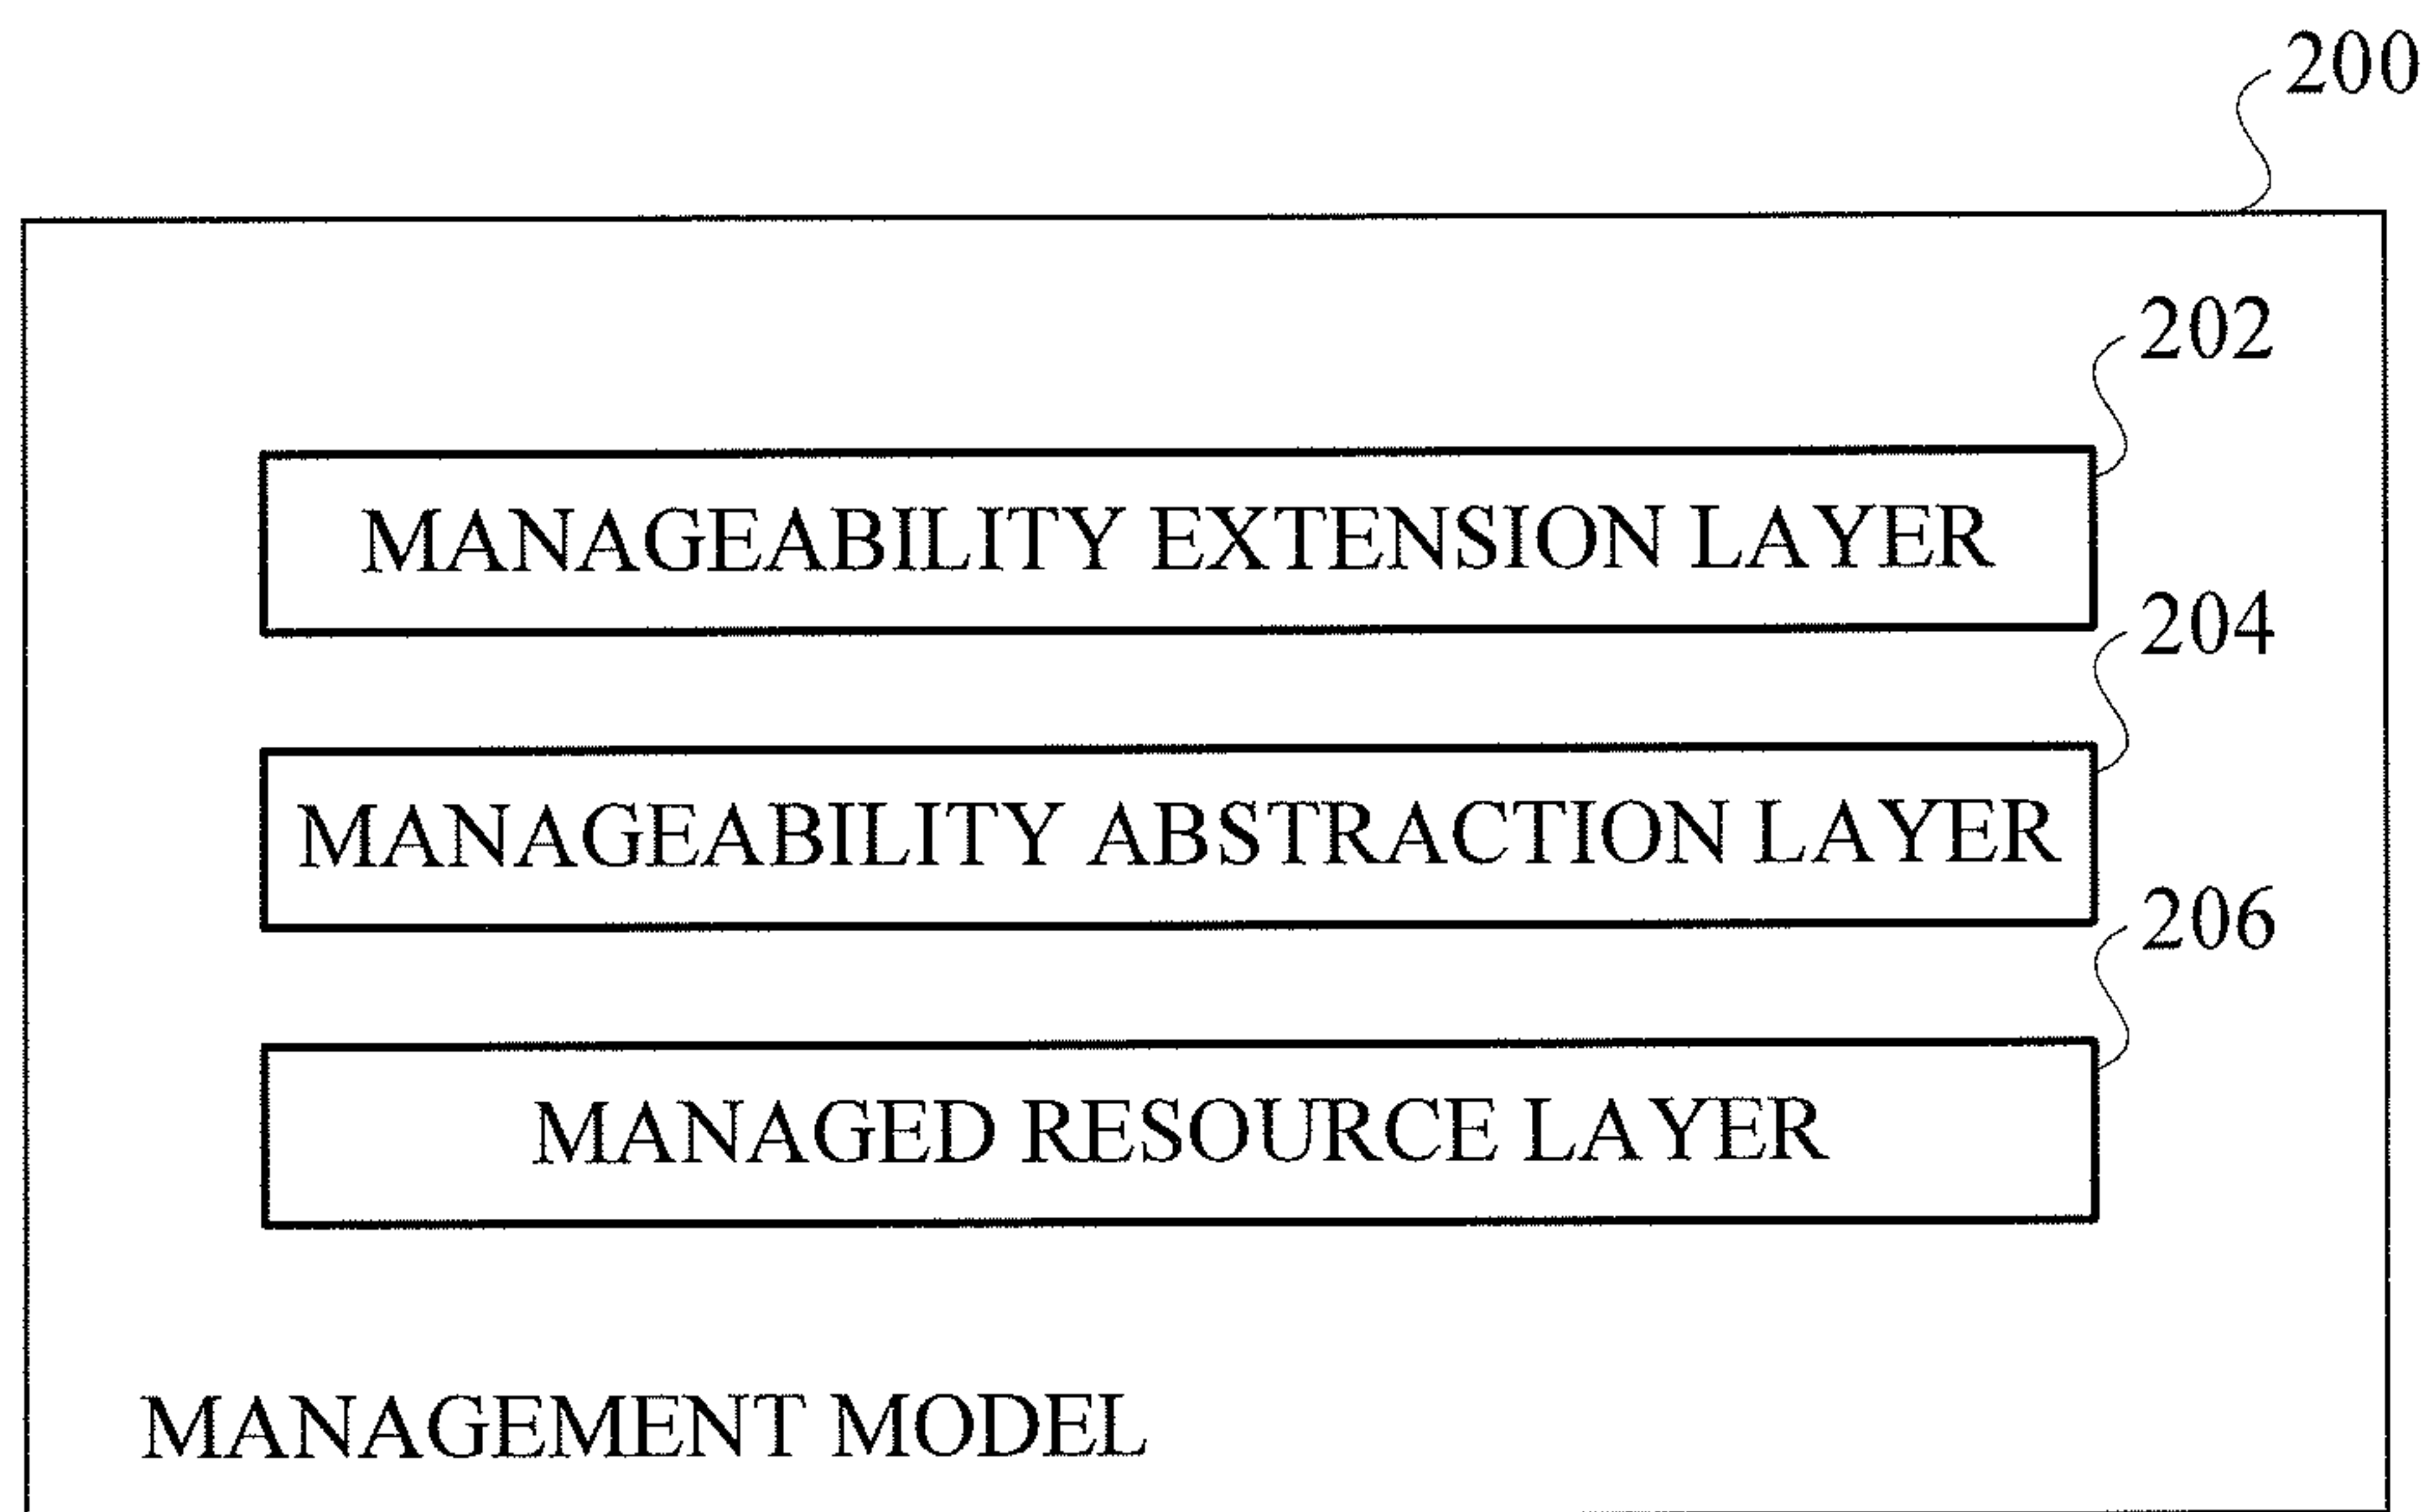 200
202
MANAGEABILITY EXTENSION LAYER
204
MANAGEABILITY ABSTRACTION LAYER
206
MANAGED RESOURCE LAYER
MANAGEMENT MODEL